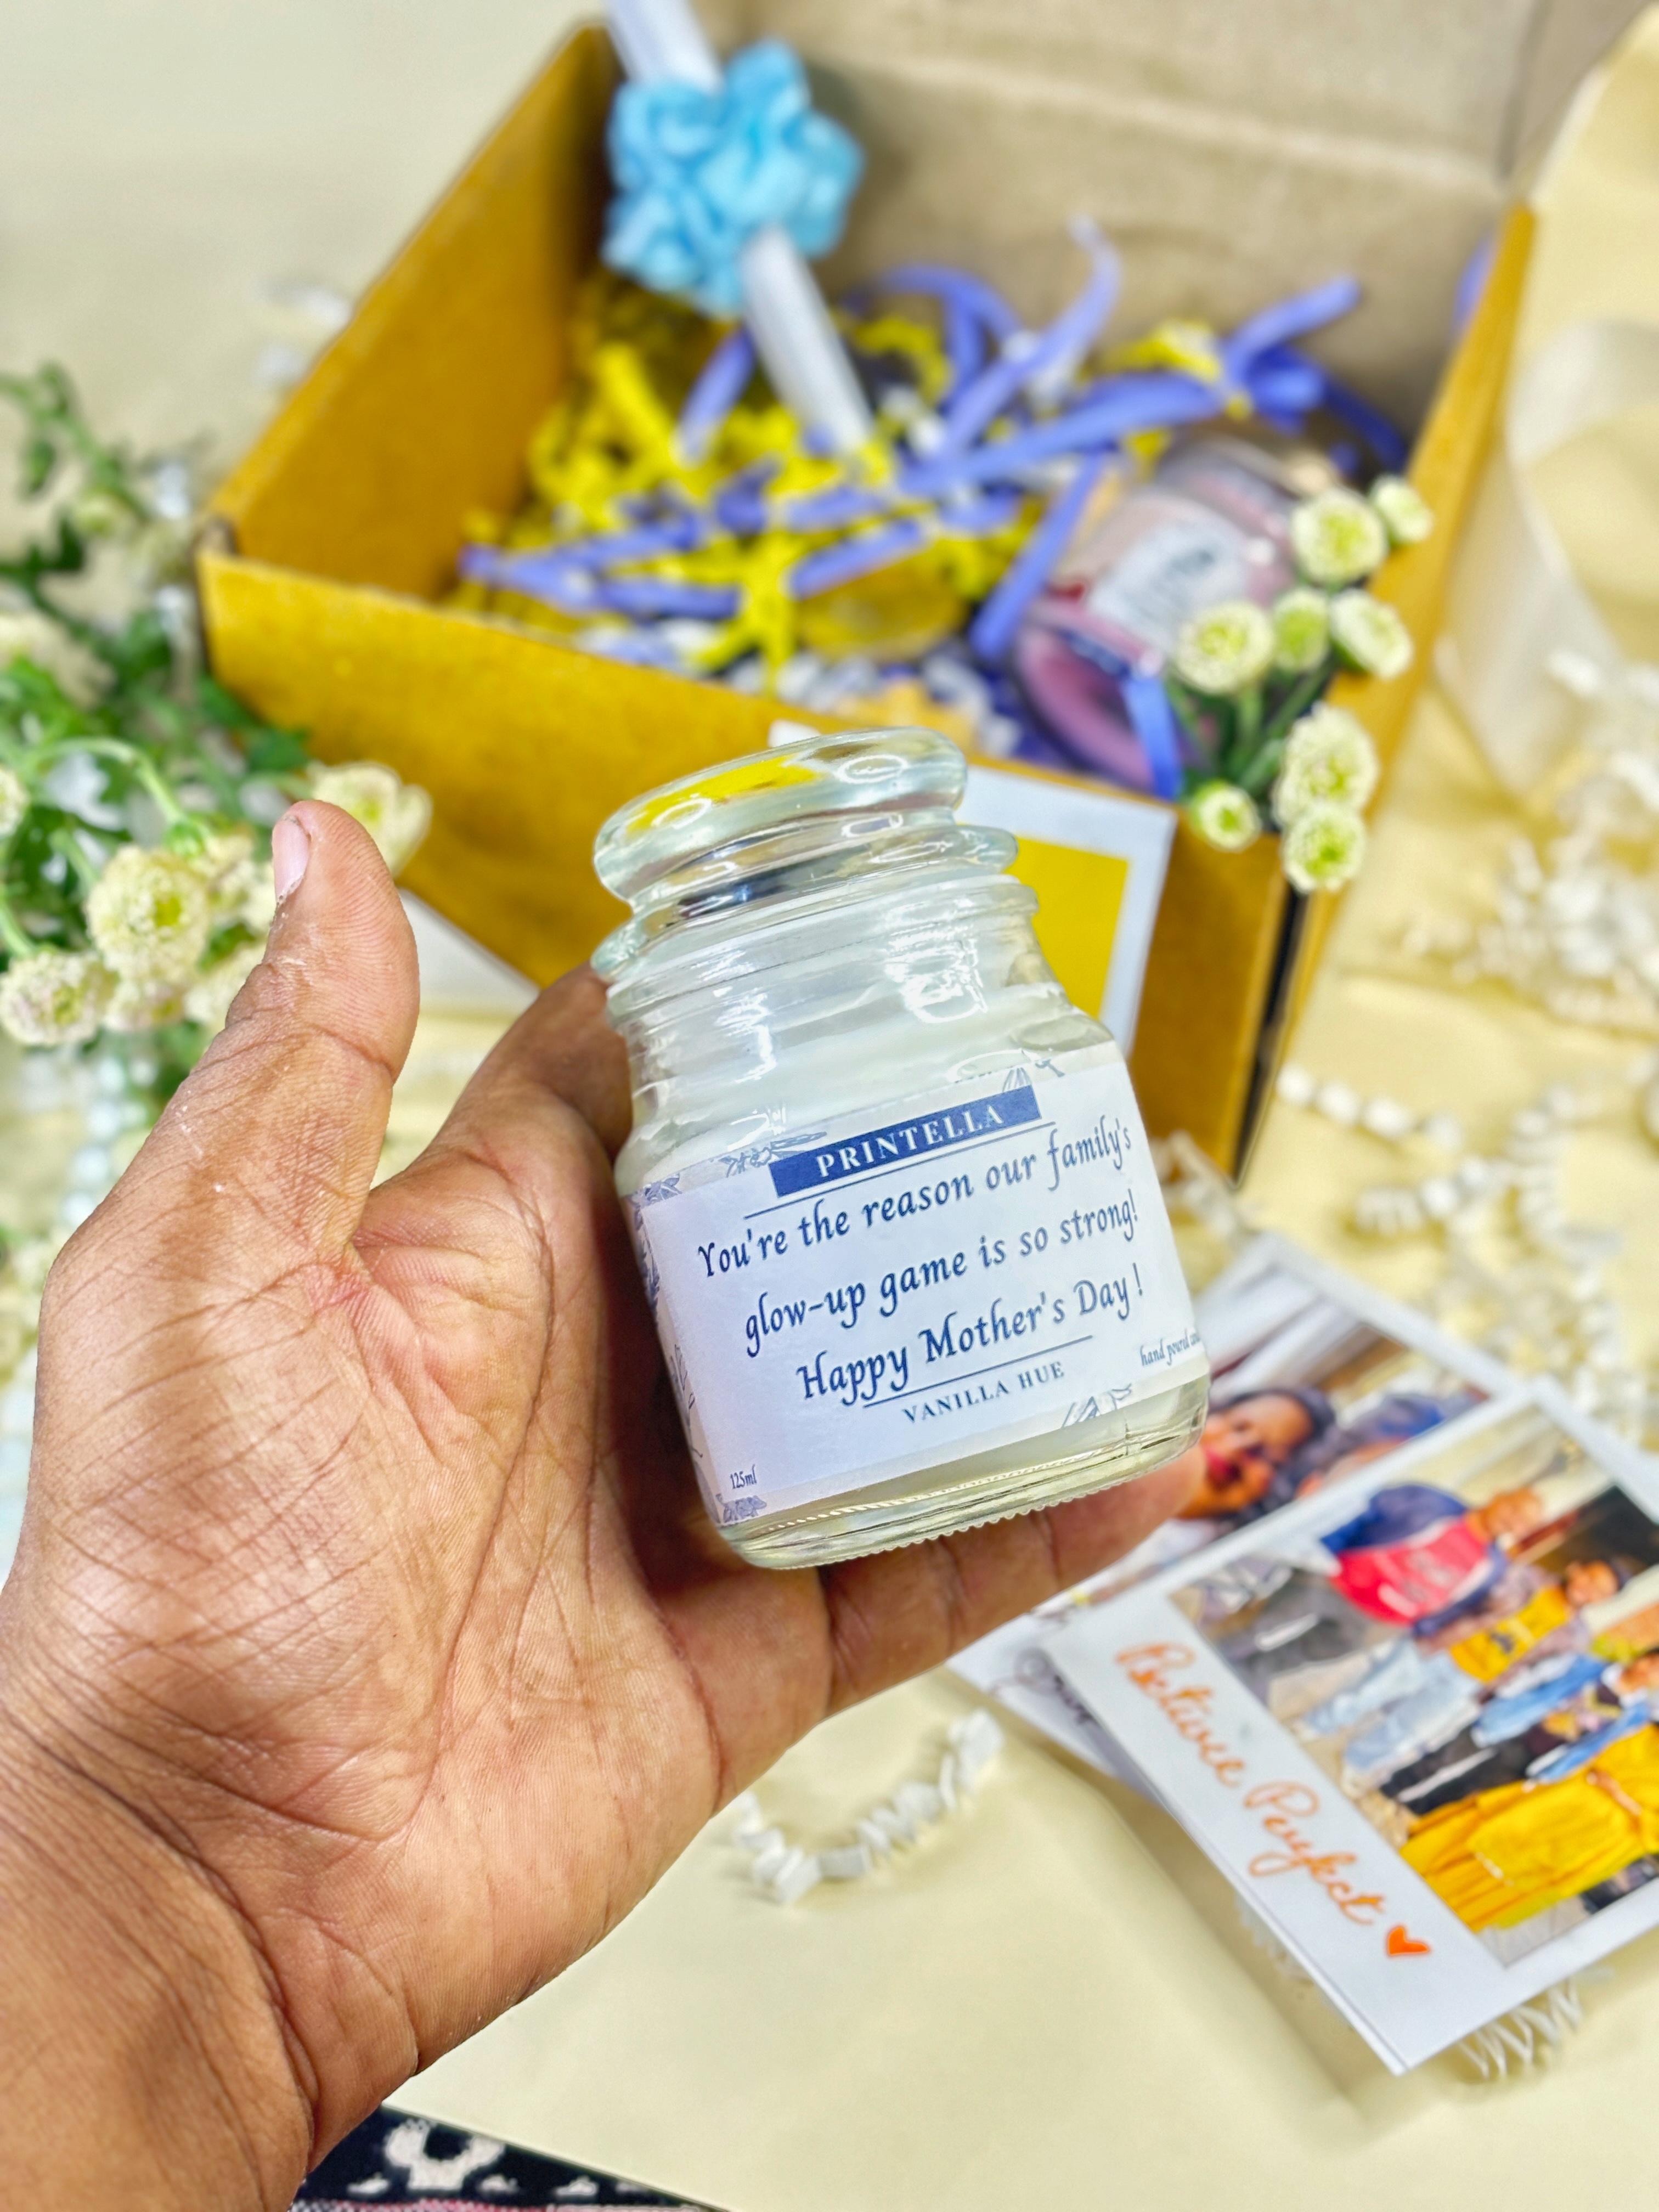 PRINTELLA
You're the reason our family's
glow-up game is so strong!
Happy Mother's Day !
VANILLA HUE
hand poured
125ml
Picture Perfect